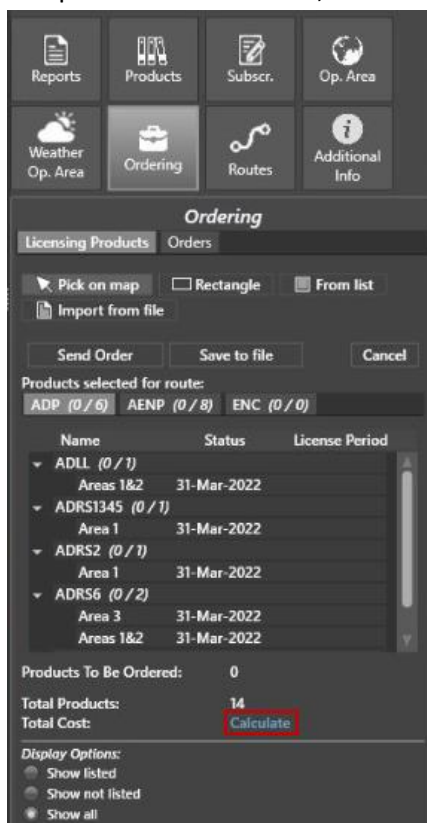 Reports Products Subscr. Op. Area
Weather Op. Area Ordering Routes Additional Info
Ordering
Licensing Products Orders
Pick on map Rectangle From list
Import from file
Send Order Save to file Cancel
Products selected for route:
ADP (0/6) AENP (0/8) ENC (0/0)
Name Status License Period
ADLL (0/1)
Areas 1&2 31-Mar-2022
ADRS1345 (0/1)
Area 1 31-Mar-2022
ADRS2 (0/1)
Area 1 31-Mar-2022
ADRS6 (0/2)
Area 3 31-Mar-2022
Areas 1&2 31-Mar-2022
Products To Be Ordered: 0
Total Products: 14
Total Cost: Calculate
Display Options:
Show listed
Show not listed
Show all